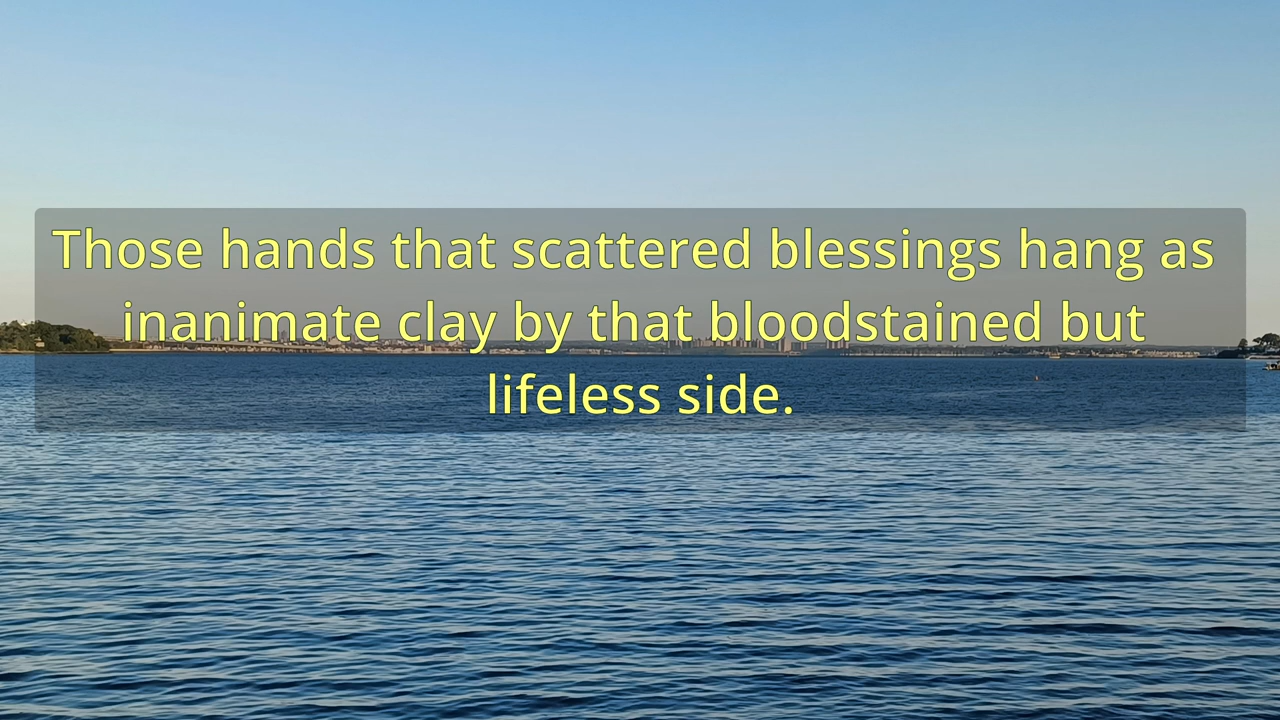 Those hands that scattered blessings hang as
inanimate clay by that bloodstained but
lifeless side.